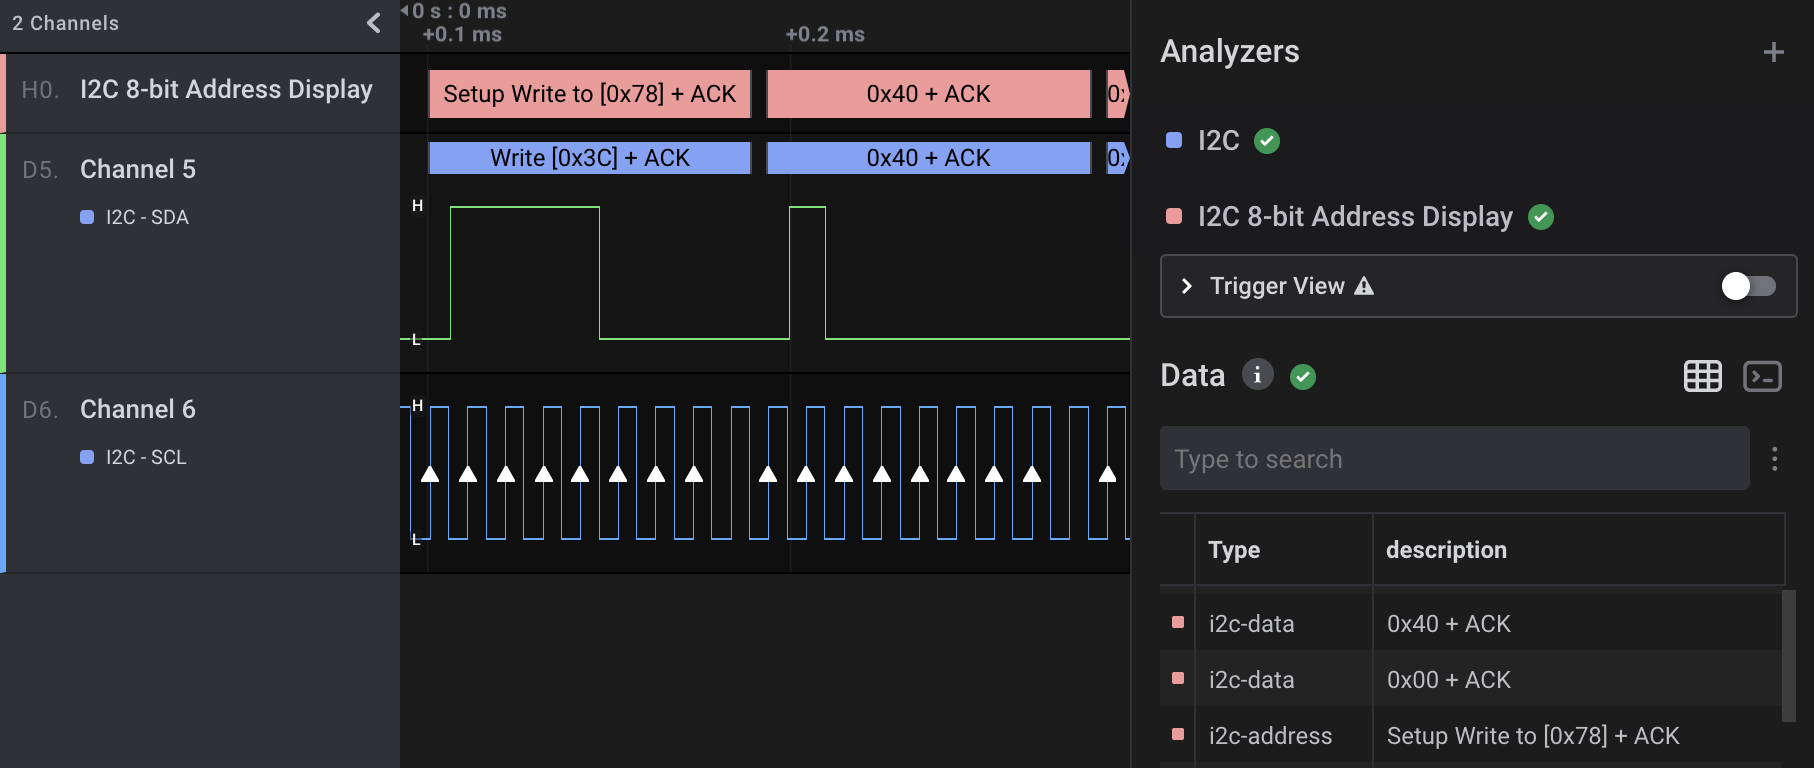 2 Channels
0 s : 0 ms
+0.1 ms
+0.2 ms
H0. I2C 8-bit Address Display
Setup Write to [0x78] + ACK
0x40 + ACK
D5. Channel 5
I2C - SDA
Write [0x3C] + ACK
0x40 + ACK
H
L
D6. Channel 6
I2C - SCL
H
L
Analyzers
I2C
I2C 8-bit Address Display
Trigger View
Data
Type to search
Type description
i2c-data 0x40 + ACK
i2c-data 0x00 + ACK
i2c-address Setup Write to [0x78] + ACK